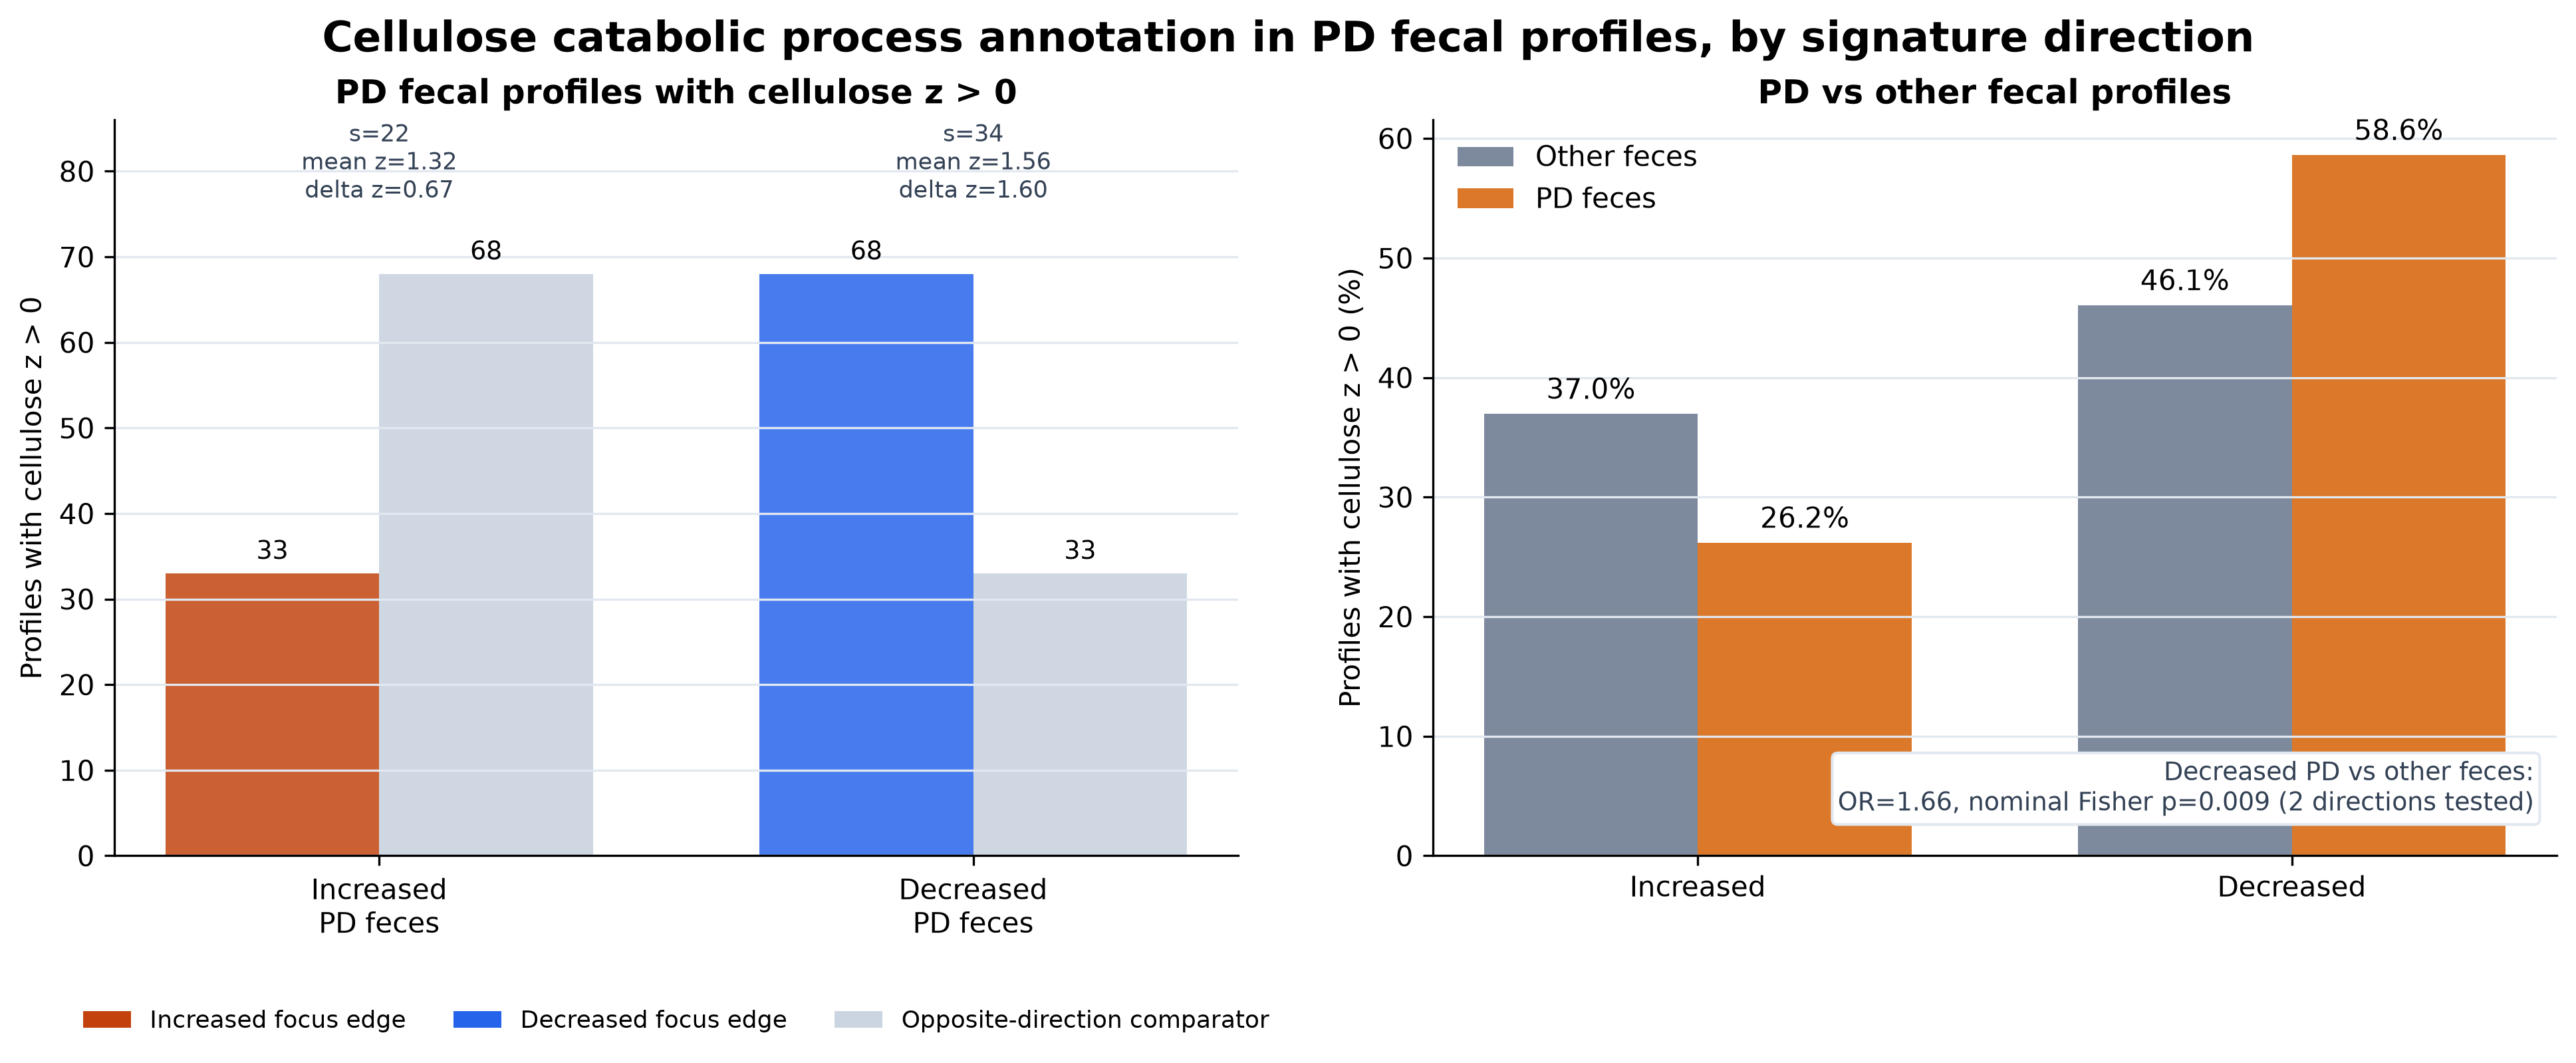 Cellulose catabolic process annotation in PD fecal profiles, by signature direction
PD fecal profiles with cellulose z > 0
s=22
mean z=1.32
delta z=0.67
s=34
mean z=1.56
delta z=1.60
Profiles with cellulose z > 0
80
70
60
50
40
30
20
10
0
33
68
68
33
Increased
PD feces
Decreased
PD feces
Increased focus edge
Decreased focus edge
Opposite-direction comparator
PD vs other fecal profiles
Other feces
PD feces
Profiles with cellulose z > 0 (%)
60
50
40
30
20
10
0
37.0%
26.2%
46.1%
58.6%
Decreased PD vs other feces:
OR=1.66, nominal Fisher p=0.009 (2 directions tested)
Increased
Decreased